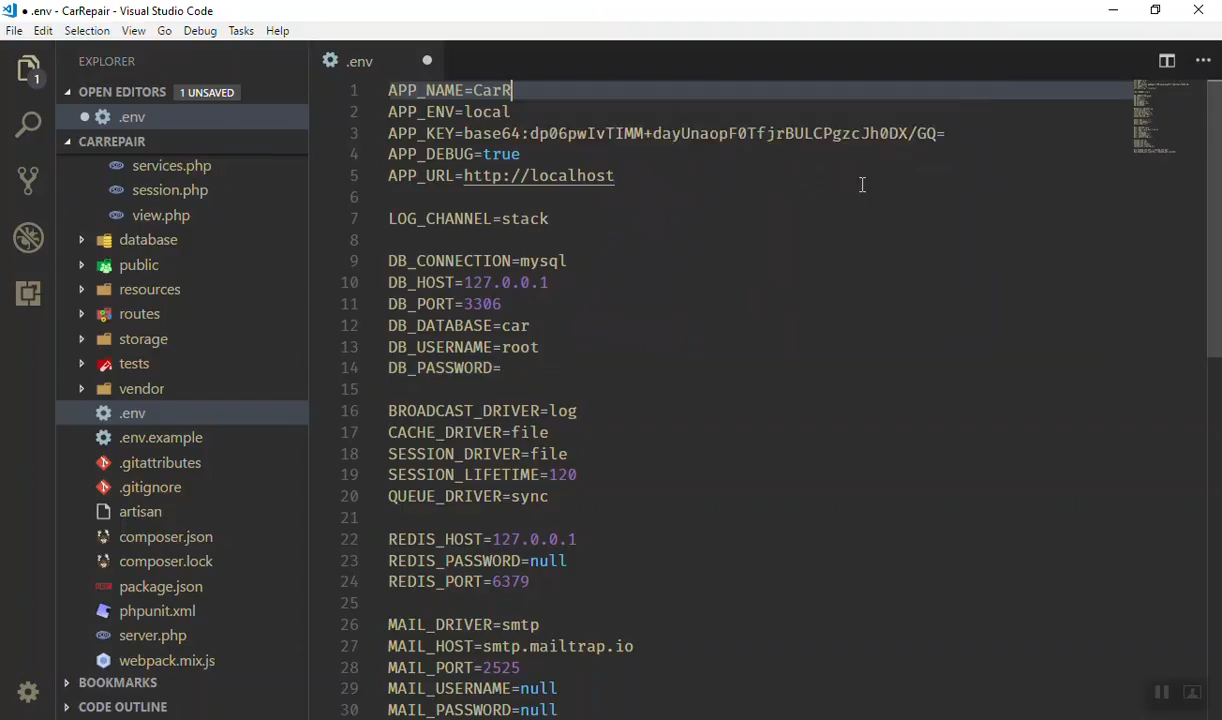 .env - CarRepair - Visual Studio Code
File Edit Selection View Go Debug Tasks Help
EXPLORER
OPEN EDITORS 1 UNSAVED
.env
CARREPAIR
services.php
session.php
view.php
database
public
resources
routes
storage
tests
vendor
.env
.env.example
.gitattributes
.gitignore
artisan
composer.json
composer.lock
package.json
phpunit.xml
server.php
webpack.mix.js
BOOKMARKS
CODE OUTLINE
1
.env
1 APP_NAME=CarR
2 APP_ENV=local
3 APP_KEY=base64:dp06pwIvTIMM+dayUnaopF0TfjrBULCPgzcJh0DX/GQ=
4 APP_DEBUG=true
5 APP_URL=http://localhost
6
7 LOG_CHANNEL=stack
8
9 DB_CONNECTION=mysql
10 DB_HOST=127.0.0.1
11 DB_PORT=3306
12 DB_DATABASE=car
13 DB_USERNAME=root
14 DB_PASSWORD=
15
16 BROADCAST_DRIVER=log
17 CACHE_DRIVER=file
18 SESSION_DRIVER=file
19 SESSION_LIFETIME=120
20 QUEUE_DRIVER=sync
21
22 REDIS_HOST=127.0.0.1
23 REDIS_PASSWORD=null
24 REDIS_PORT=6379
25
26 MAIL_DRIVER=smtp
27 MAIL_HOST=smtp.mailtrap.io
28 MAIL_PORT=2525
29 MAIL_USERNAME=null
30 MAIL_PASSWORD=null